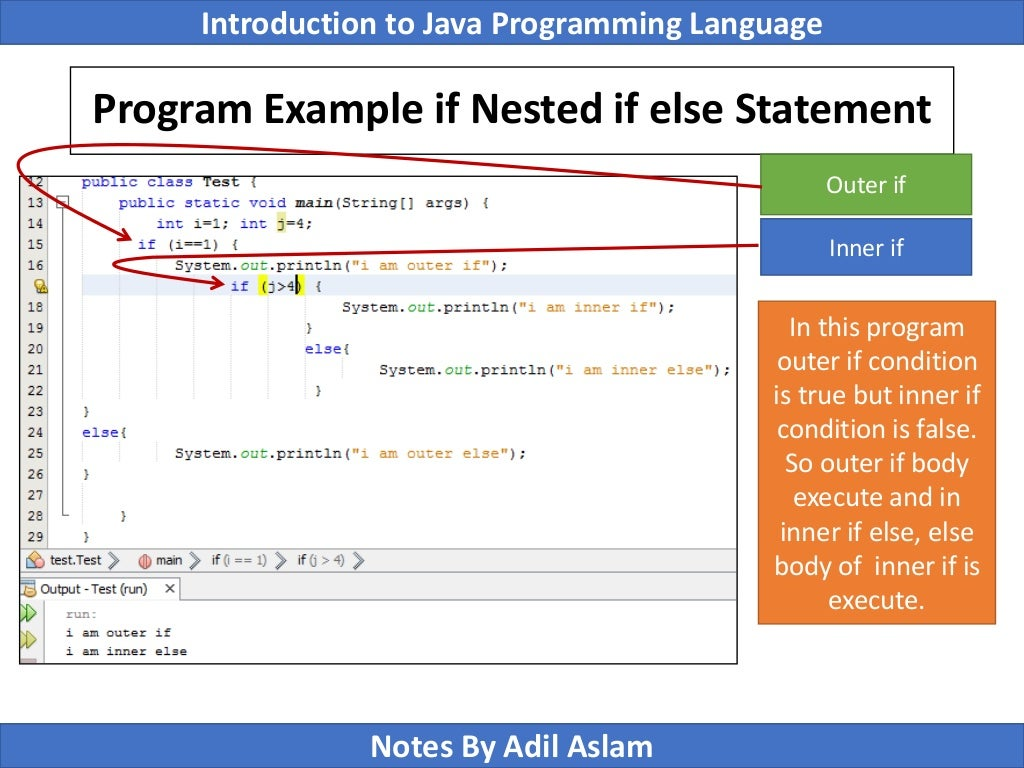 Introduction to Java Programming Language
Program Example if Nested if else Statement
Outer if
Inner if
12 public class Test {
13 public static void main(String[] args) {
14 int i=1; int j=4;
15 if (i==1) {
16 System.out.println("i am outer if");
if (j>4) {
18 System.out.println("i am inner if");
19 }
20 else{
21 System.out.println("i am inner else");
22 }
23 }
24 else{
25 System.out.println("i am outer else");
26 }
27
28 }
29 }
test.Test main if (i == 1) if (j > 4)
Output - Test (run)
run:
i am outer if
i am inner else
In this program
outer if condition
is true but inner if
condition is false.
So outer if body
execute and in
inner if else, else
body of inner if is
execute.
Notes By Adil Aslam